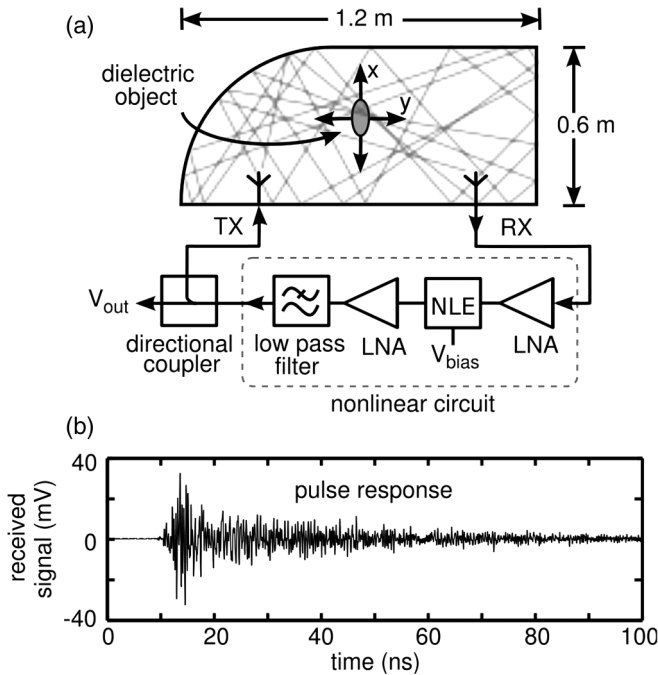 (a)
1.2 m
dielectric
object
x
y
0.6 m
TX
RX
V_out
NLE
directional
coupler
low pass
filter
LNA
V_bias
LNA
nonlinear circuit
(b)
received
signal (mV)
40
0
-40
pulse response
0
20
40
60
80
100
time (ns)